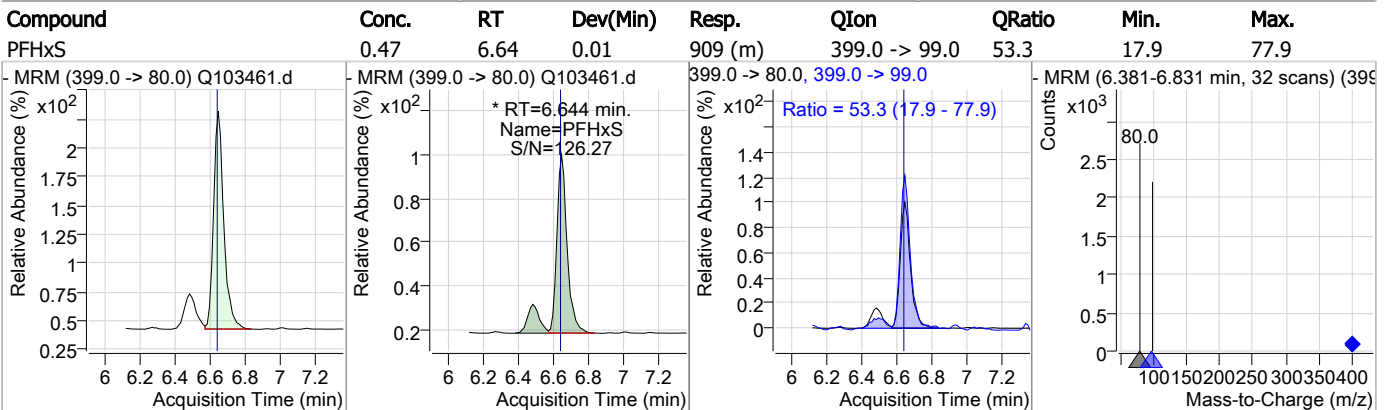 Compound Conc. RT Dev(Min) Resp. QIon QRatio Min. Max.
PFHxS 0.47 6.64 0.01 909 (m) 399.0 -> 99.0 53.3 17.9 77.9
- MRM (399.0 -> 80.0) Q103461.d
x10²
Relative Abundance (%)
2
1.75
1.5
1.25
1
0.75
0.5
0.25
6 6.2 6.4 6.6 6.8 7 7.2
Acquisition Time (min)
- MRM (399.0 -> 80.0) Q103461.d
x10²
* RT=6.644 min.
Name=PFHxS
S/N=126.27
Relative Abundance (%)
1
0.8
0.6
0.4
0.2
6 6.2 6.4 6.6 6.8 7 7.2
Acquisition Time (min)
399.0 -> 80.0, 399.0 -> 99.0
x10²
Ratio = 53.3 (17.9 - 77.9)
Relative Abundance (%)
1.4
1.2
1
0.8
0.6
0.4
0.2
0
6 6.2 6.4 6.6 6.8 7 7.2
Acquisition Time (min)
- MRM (6.381-6.831 min, 32 scans) (399
x10³
Counts
80.0
2.5
2
1.5
1
0.5
0
100 150 200 250 300 350 400
Mass-to-Charge (m/z)